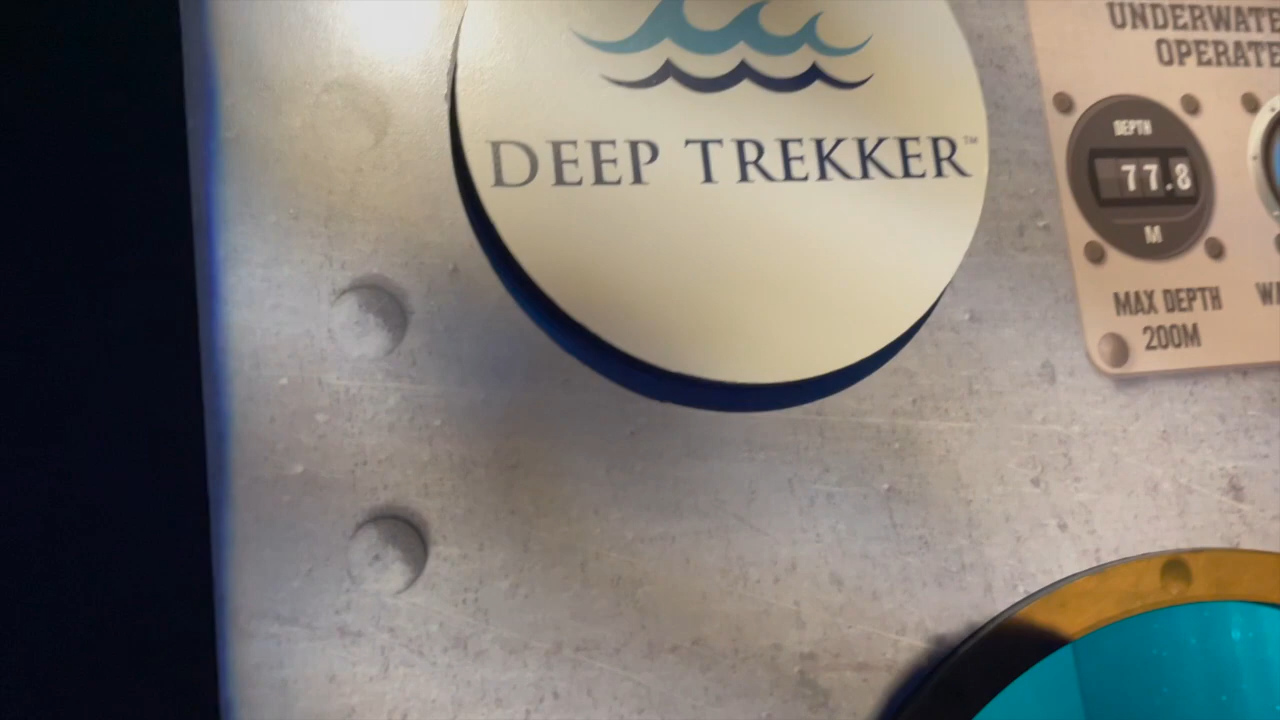 DEEP TREKKER™
UNDERWATE
OPERATE
DEPTH
77.8
M
MAX DEPTH
200M